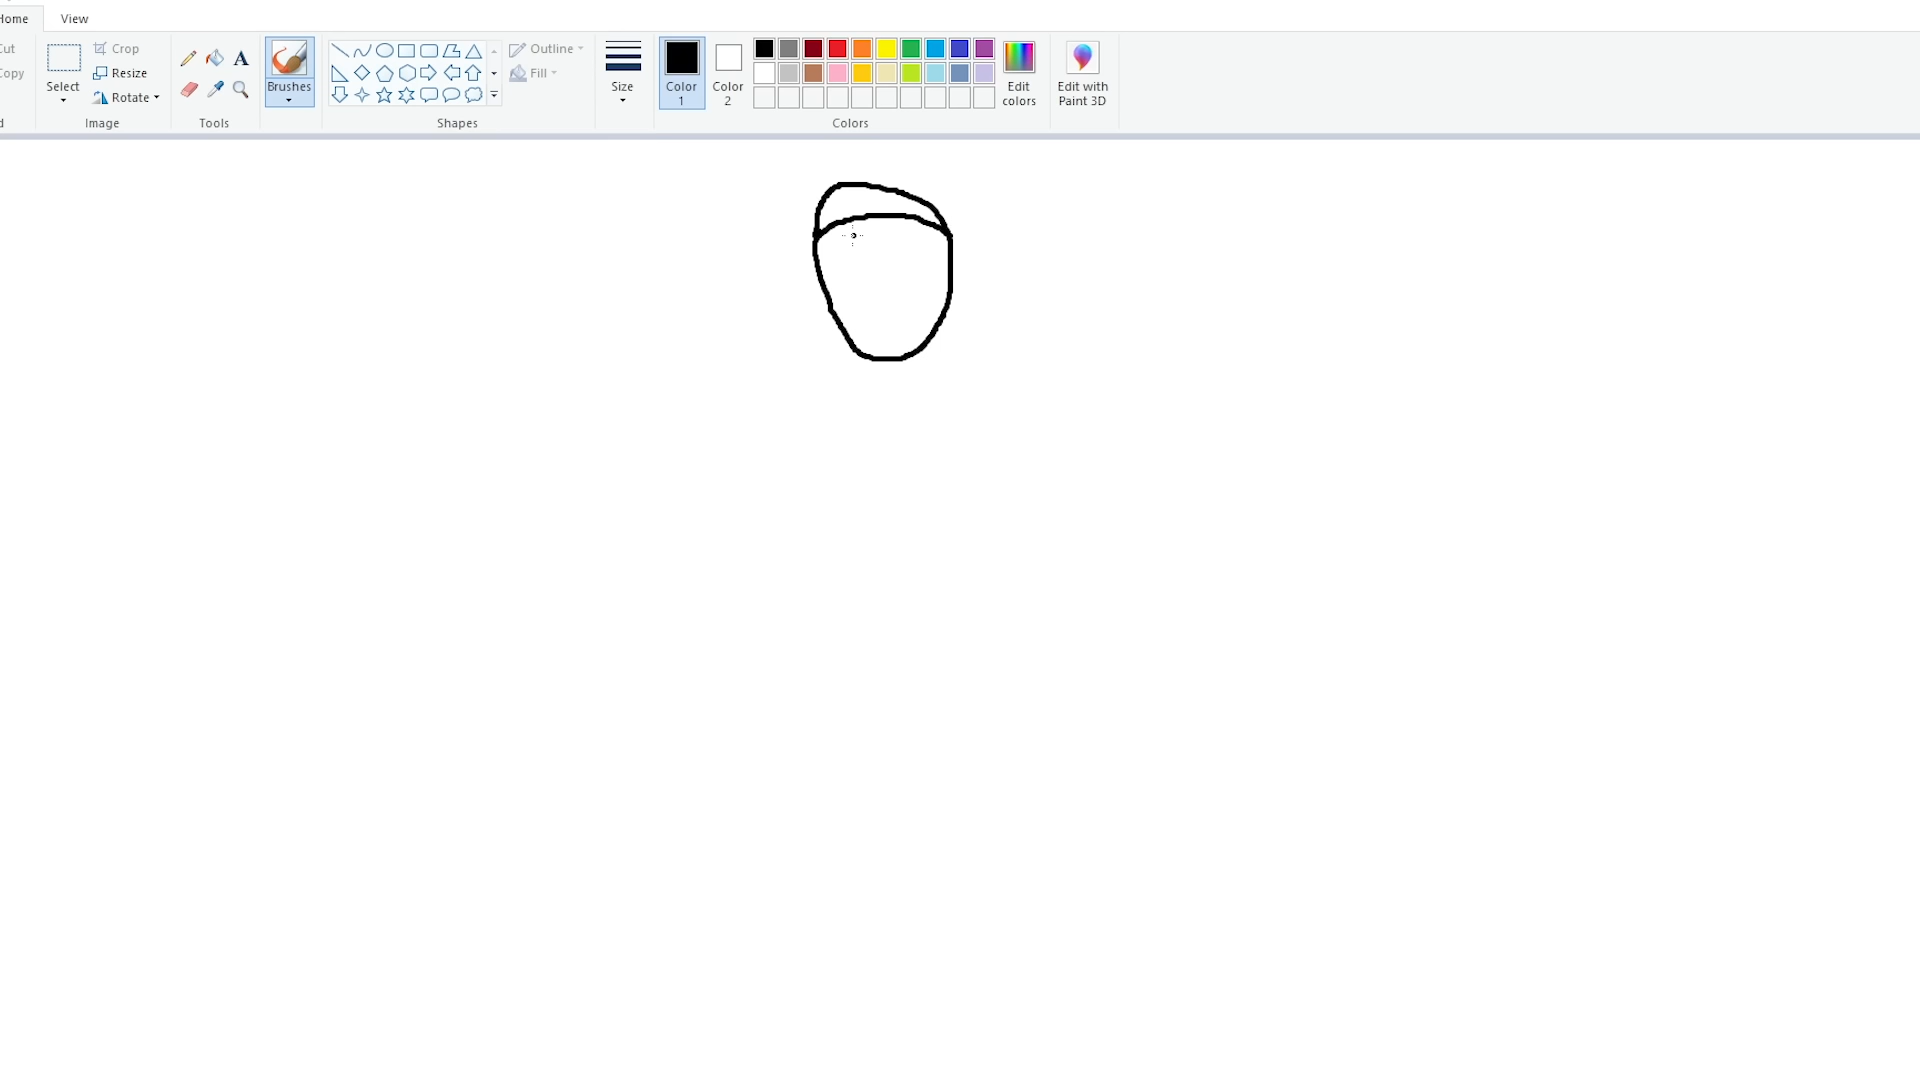 Home View
Cut
Copy
Select
Crop
Resize
Rotate
Image
A
Tools
Brushes
Shapes
Outline
Fill
Size
Color
1
Color
2
Edit
colors
Colors
Edit with
Paint 3D